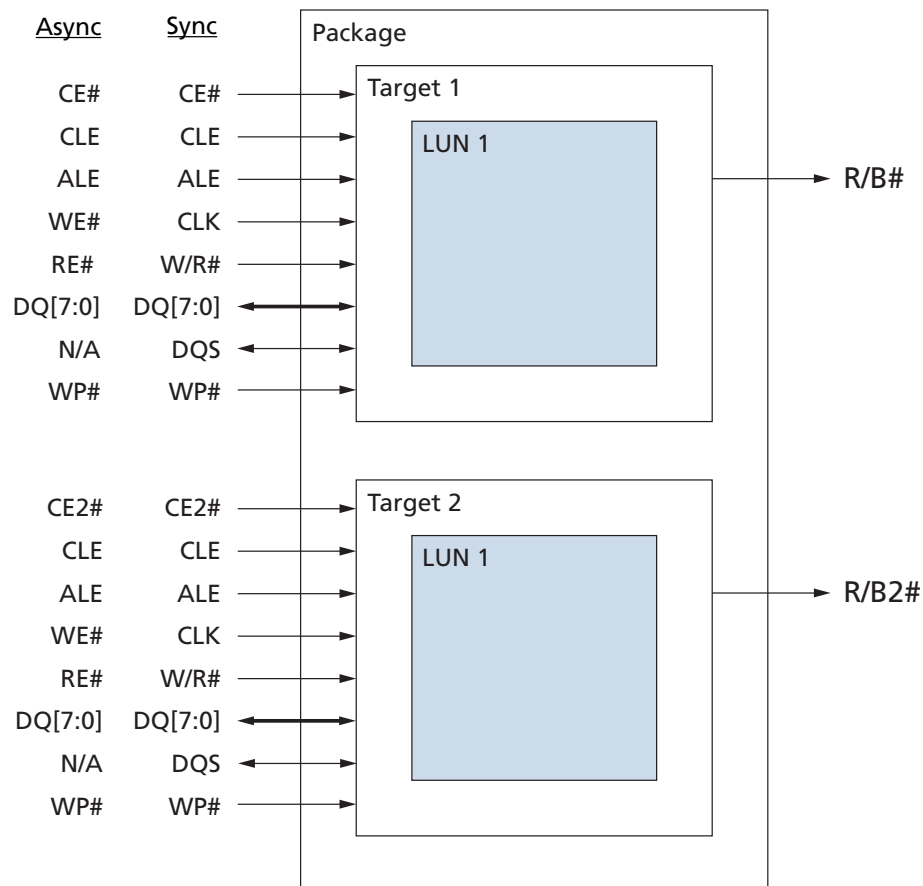 Async Sync Package
CE# CE# Target 1
CLE CLE LUN 1
ALE ALE R/B#
WE# CLK
RE# W/R#
DQ[7:0] DQ[7:0]
N/A DQS
WP# WP#
CE2# CE2# Target 2
CLE CLE LUN 1
ALE ALE R/B2#
WE# CLK
RE# W/R#
DQ[7:0] DQ[7:0]
N/A DQS
WP# WP#